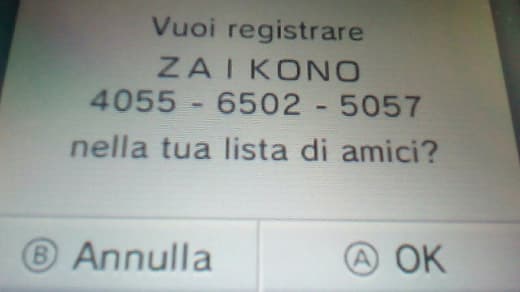 Vuoi registrare
ZAIKONO
4055 - 6502 - 5057
nella tua lista di amici?
Ⓑ Annulla
Ⓐ OK